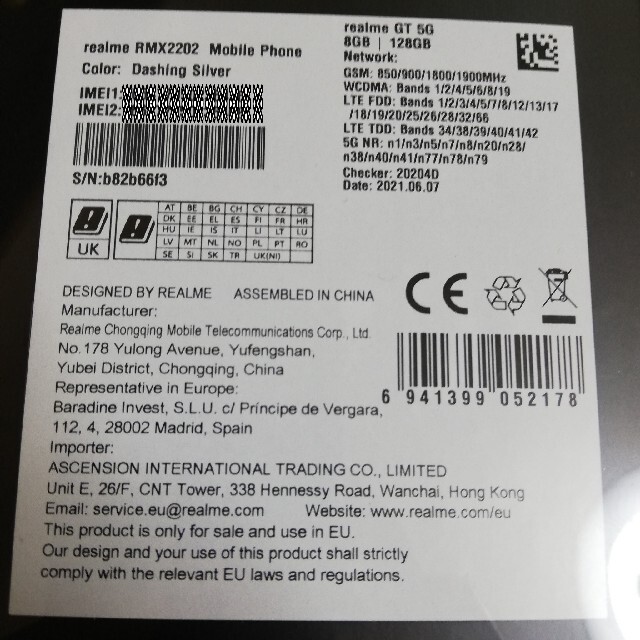 realme RMX2202 Mobile Phone
Color: Dashing Silver
IMEI1:
IMEI2:
S/N:b82b66f3
realme GT 5G
8GB | 128GB
Network:
GSM: 850/900/1800/1900MHz
WCDMA: Bands 1/2/4/5/6/8/19
LTE FDD: Bands 1/2/3/4/5/7/8/12/13/17
/18/19/20/25/26/28/32/66
LTE TDD: Bands 34/38/39/40/41/42
5G NR: n1/n3/n5/n7/n8/n20/n28/
n38/n40/n41/n77/n78/n79
Checker: 20204D
Date: 2021.06.07
UK
AT BE BG CH CY CZ DE
DK EE EL ES FI FR HR
HU IE IS IT LI LT LU
LV MT NL NO PL PT RO
SE SI SK TR UK(NI)
DESIGNED BY REALME ASSEMBLED IN CHINA
Manufacturer:
Realme Chongqing Mobile Telecommunications Corp., Ltd.
No.178 Yulong Avenue, Yufengshan,
Yubei District, Chongqing, China
Representative in Europe:
Baradine Invest, S.L.U. c/ Príncipe de Vergara,
112, 4, 28002 Madrid, Spain
Importer:
ASCENSION INTERNATIONAL TRADING CO., LIMITED
Unit E, 26/F, CNT Tower, 338 Hennessy Road, Wanchai, Hong Kong
Email: service.eu@realme.com Website: www.realme.com/eu
This product is only for sale and use in EU.
Our design and your use of this product shall strictly
comply with the relevant EU laws and regulations.
CE
6 941399 052178